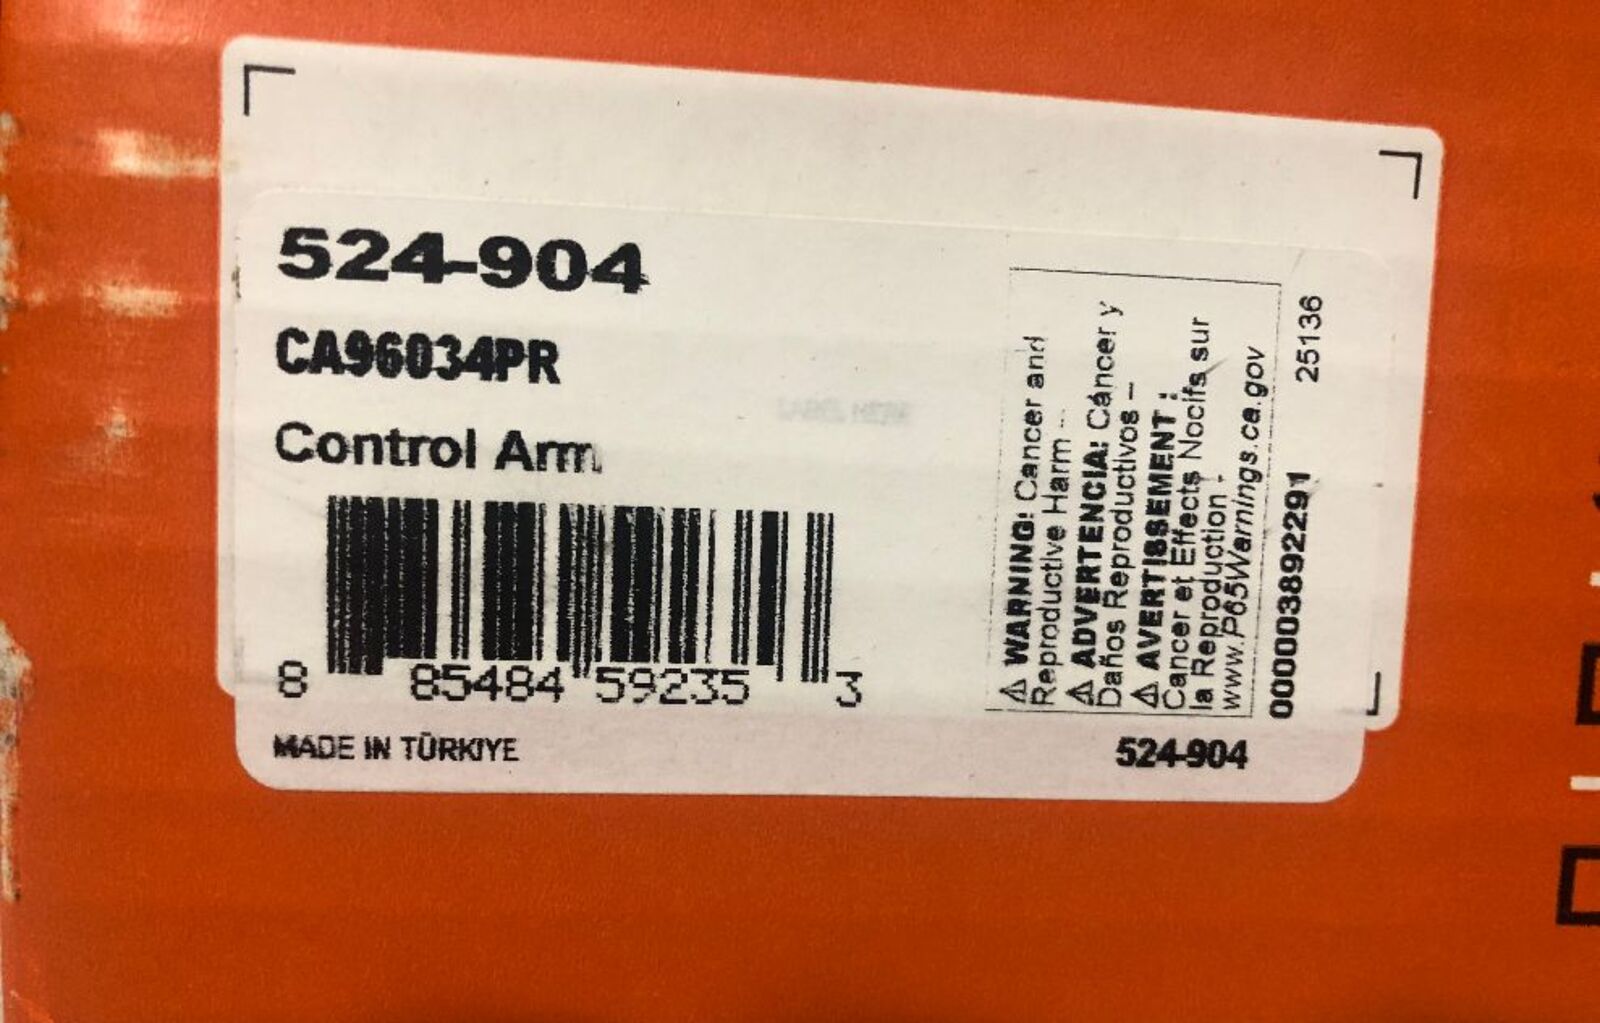 524-904
CA96034PR
Control Arm
8 85484 59235 3
MADE IN TÜRKIYE
⚠ WARNING: Cancer and
Reproductive Harm -
⚠ ADVERTENCIA: Cáncer y
Daños Reproductivos –
⚠ AVERTISSEMENT :
Cancer et Effects Nocifs sur
la Reproduction -
www.P65Warnings.ca.gov
000003892291 25136
524-904